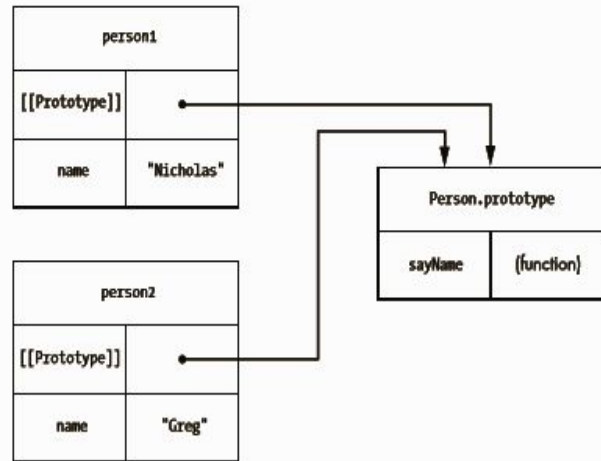 person1
[[Prototype]]
name "Nicholas"
Person.prototype
sayName (function)
person2
[[Prototype]]
name "Greg"